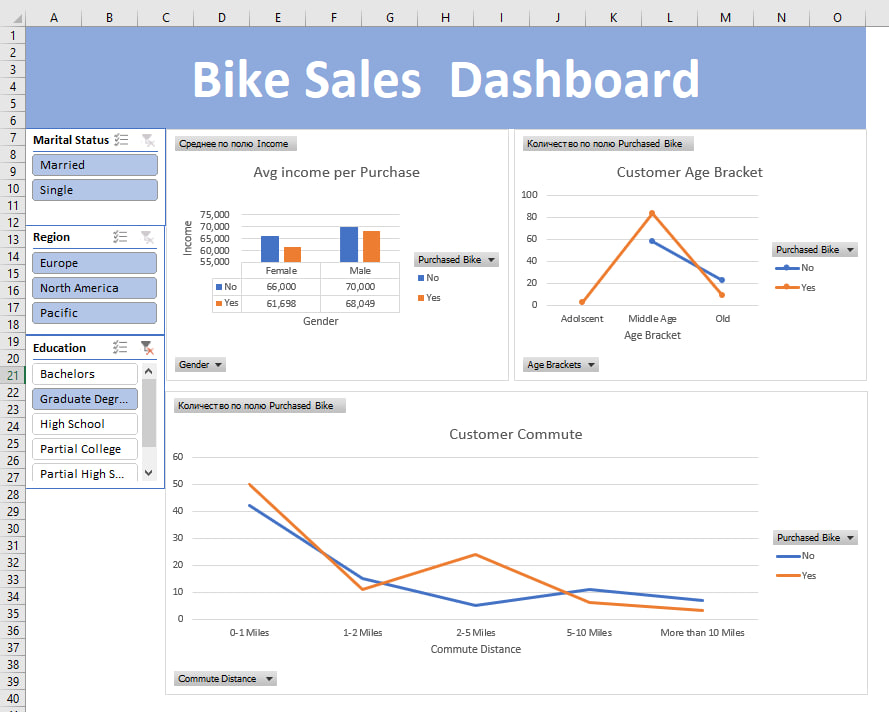 A B C D E F G H I J K L M N O
1
2
3
4
5
6
7
8
9
10
11
12
13
14
15
16
17
18
19
20
21
22
23
24
25
26
27
28
29
30
31
32
33
34
35
36
37
38
39
40
Bike Sales Dashboard
Marital Status
Married
Single
Region
Europe
North America
Pacific
Education
Bachelors
Graduate Degr...
High School
Partial College
Partial High S...
Среднее по полю Income
Avg income per Purchase
75,000
70,000
65,000
60,000
55,000
Income
Female Male
No 66,000 70,000
Yes 61,698 68,049
Gender
Purchased Bike
No
Yes
Gender
Количество по полю Purchased Bike
Customer Age Bracket
100
80
60
40
20
0
Adolscent Middle Age Old
Age Bracket
Purchased Bike
No
Yes
Age Brackets
Количество по полю Purchased Bike
Customer Commute
60
50
40
30
20
10
0
0-1 Miles 1-2 Miles 2-5 Miles 5-10 Miles More than 10 Miles
Commute Distance
Purchased Bike
No
Yes
Commute Distance